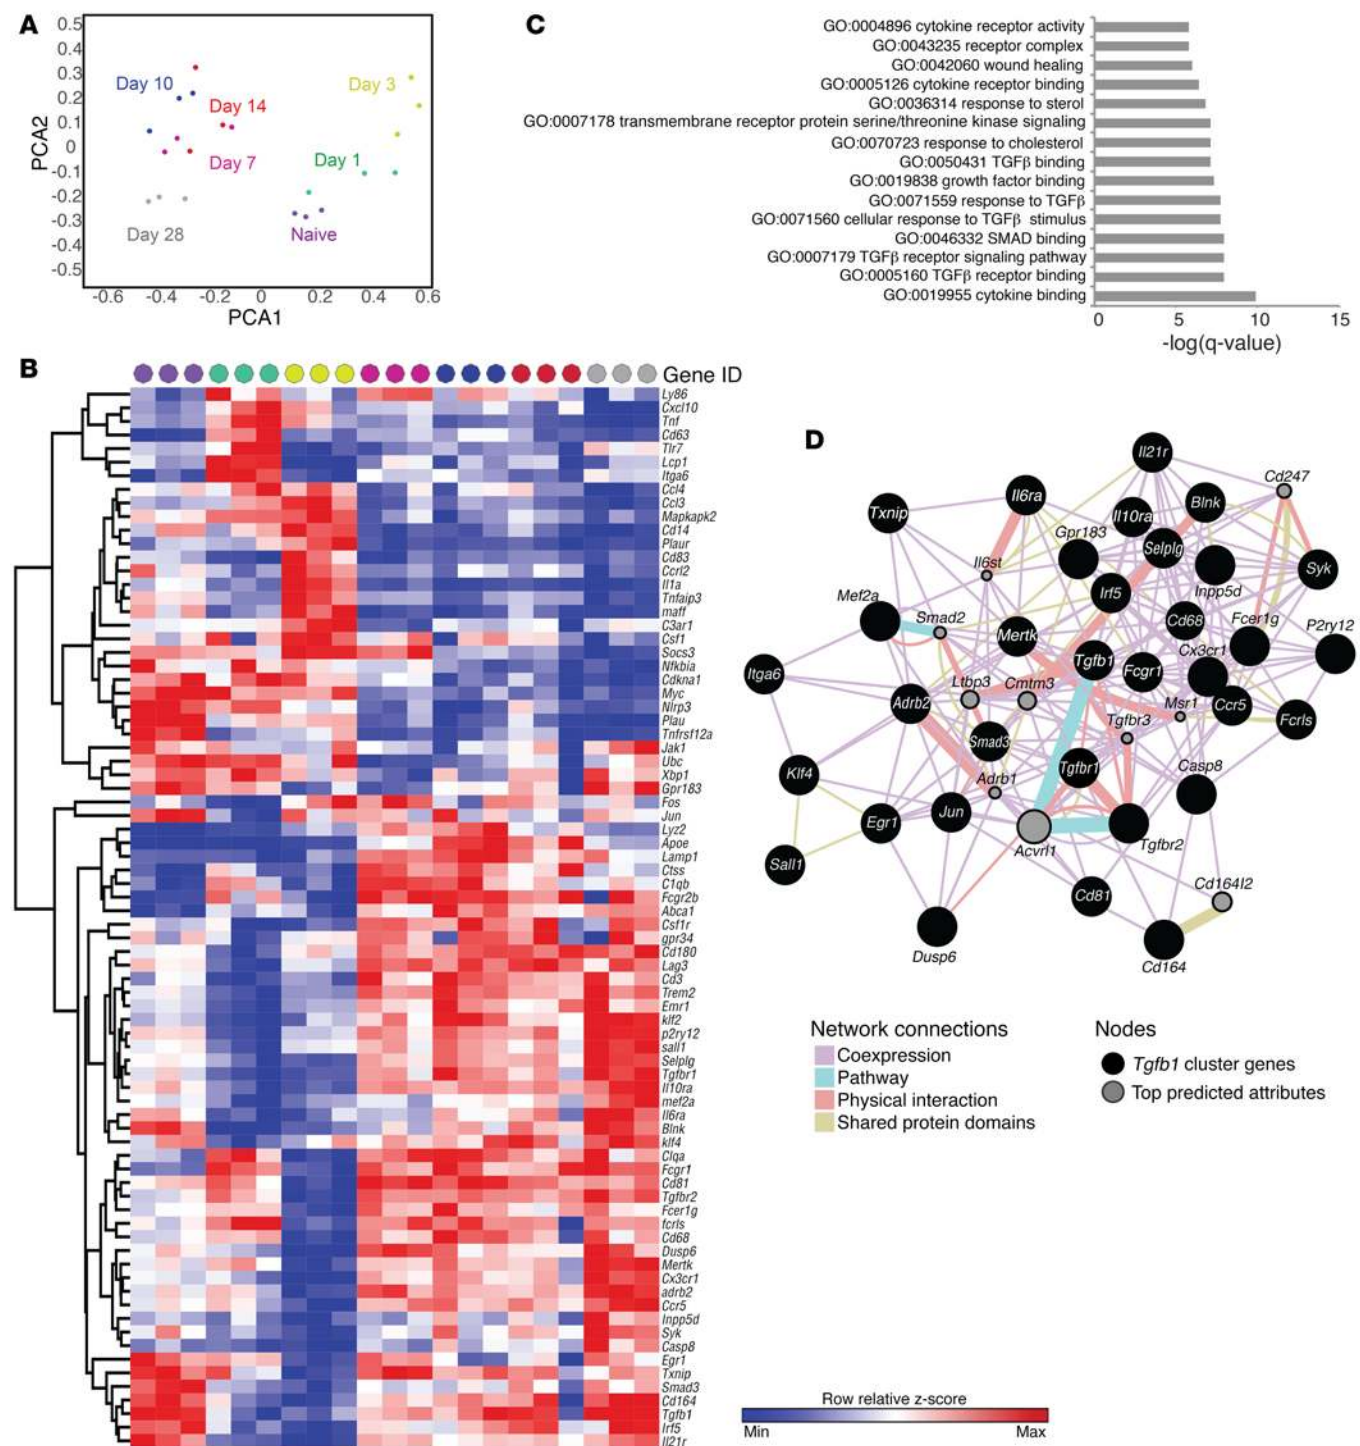 A
0.5
0.4
0.3
0.2
0.1
0
-0.1
-0.2
-0.3
-0.4
-0.5
PCA2
Day 10
Day 14
Day 3
Day 7
Day 1
Day 28
Naive
-0.6 -0.4 -0.2 0 0.2 0.4 0.6
PCA1
C
GO:0004896 cytokine receptor activity
GO:0043235 receptor complex
GO:0042060 wound healing
GO:0005126 cytokine receptor binding
GO:0036314 response to sterol
GO:0007178 transmembrane receptor protein serine/threonine kinase signaling
GO:0070723 response to cholesterol
GO:0050431 TGFβ binding
GO:0019838 growth factor binding
GO:0071559 response to TGFβ
GO:0071560 cellular response to TGFβ stimulus
GO:0046332 SMAD binding
GO:0007179 TGFβ receptor signaling pathway
GO:0005160 TGFβ receptor binding
GO:0019955 cytokine binding
0 5 10 15
-log(q-value)
B
Gene ID
Ly86
Cxcl10
Tnf
Cd63
Tlr7
Lcp1
Itga6
Ccl4
Ccl3
Mapkapk2
Cd14
Plaur
Cd83
Ccrl2
Il1a
Tnfaip3
maff
C3ar1
Csf1
Socs3
Nfkbia
Cdkna1
Myc
Nlrp3
Plau
Tnfrsf12a
Jak1
Ubc
Xbp1
Gpr183
Fos
Jun
Lyz2
Apoe
Lamp1
Ctss
C1qb
Fcgr2b
Abca1
Csf1r
gpr34
Cd180
Lag3
Cd3
Trem2
Emr1
klf2
p2ry12
sall1
Selplg
Tgfbr1
Il10ra
mef2a
Il6ra
Blnk
klf4
Clqa
Fcgr1
Cd81
Tgfbr2
Fcer1g
fcrls
Cd68
Dusp6
Mertk
Cx3cr1
adrb2
Ccr5
Inpp5d
Syk
Casp8
Egr1
Txnip
Smad3
Cd164
Tgfb1
Irf5
Il21r
D
Il21r
Cd247
Il6ra
Txnip
Il10ra
Blnk
Gpr183
Selplg
Il6st
Inpp5d
Syk
Mef2a
Irf5
Smad2
Cd68
Fcer1g
P2ry12
Mertk
Cx3cr1
Tgfb1
Fcgr1
Itga6
Ltbp3
Cmtm3
Adrb2
Msr1
Ccr5
Fcrls
Tgfbr3
Smad3
Klf4
Adrb1
Tgfbr1
Casp8
Egr1
Jun
Acvrl1
Tgfbr2
Sall1
Cd164l2
Cd81
Dusp6
Cd164
Network connections
Coexpression
Pathway
Physical interaction
Shared protein domains
Nodes
Tgfb1 cluster genes
Top predicted attributes
Row relative z-score
Min Max